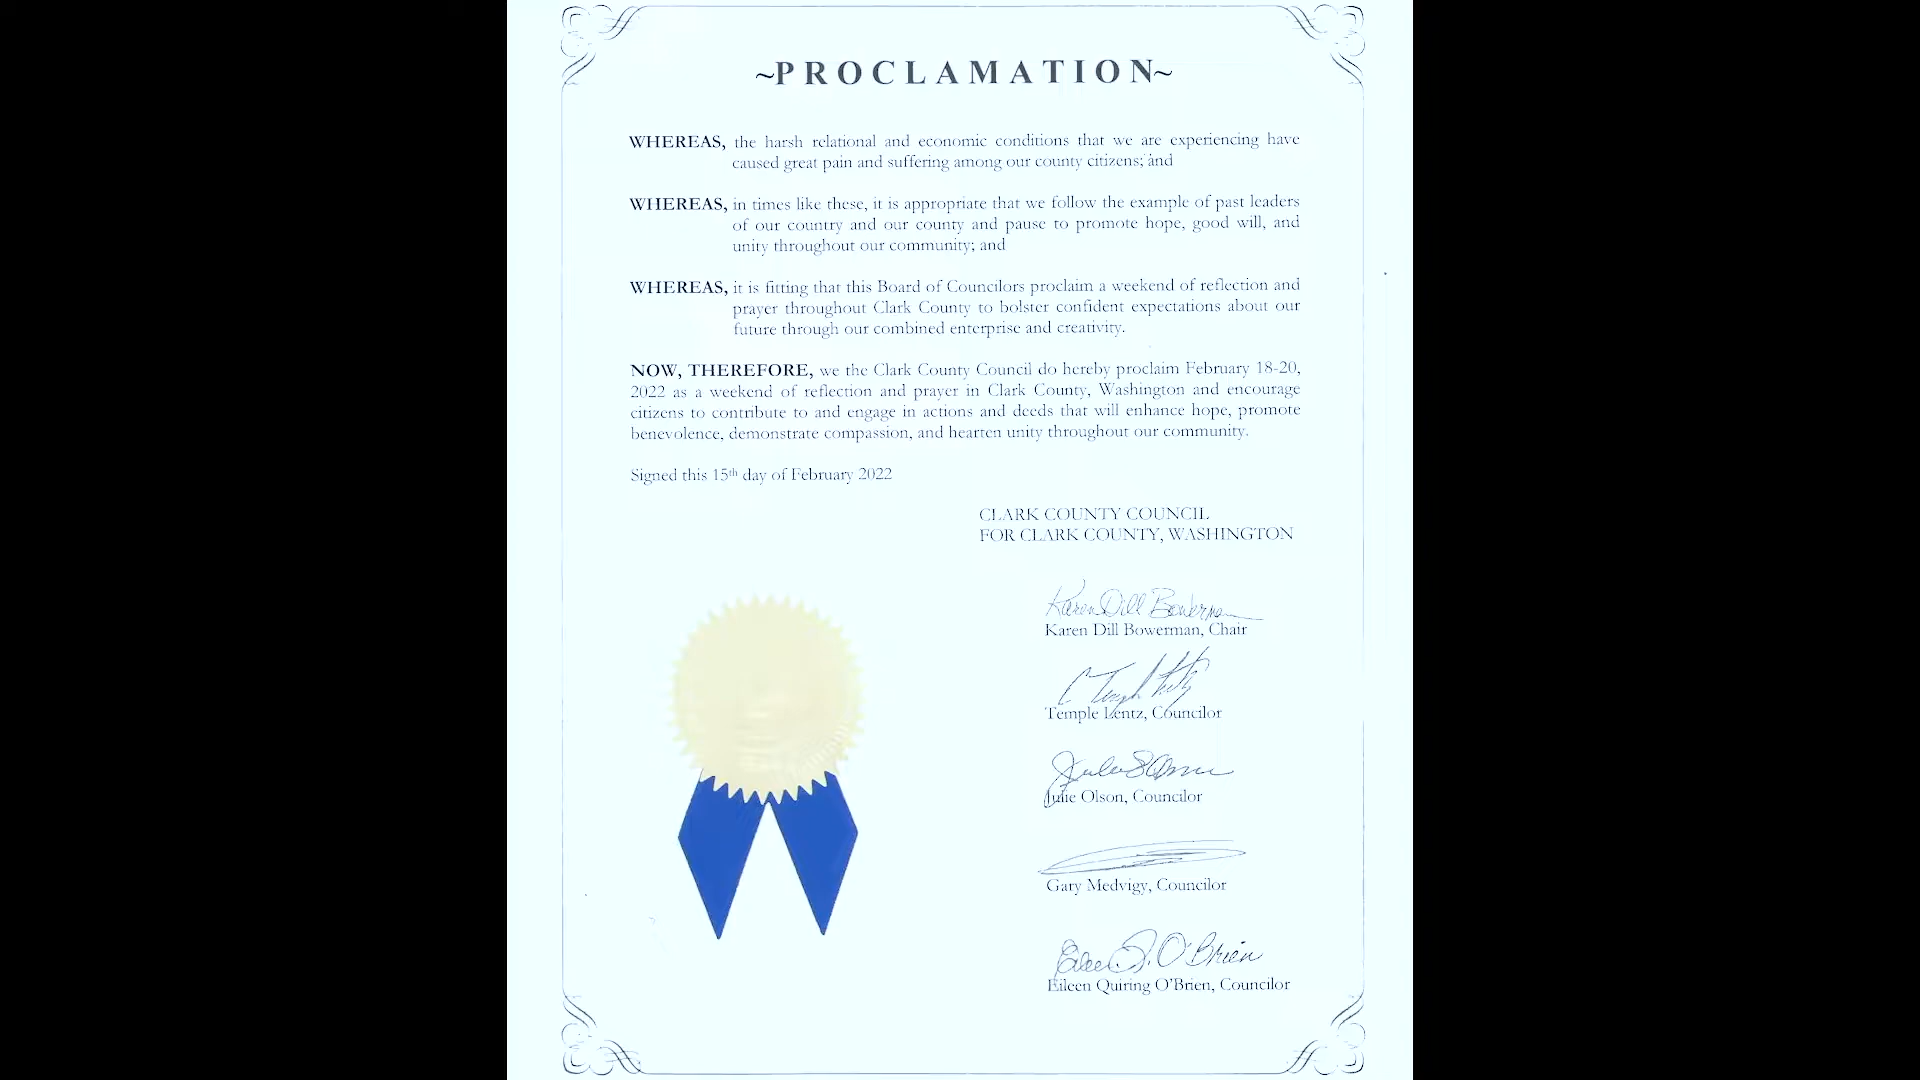 ~PROCLAMATION~
WHEREAS, the harsh relational and economic conditions that we are experiencing have
caused great pain and suffering among our county citizens; and
WHEREAS, in times like these, it is appropriate that we follow the example of past leaders
of our country and our county and pause to promote hope, good will, and
unity throughout our community; and
WHEREAS, it is fitting that this Board of Councilors proclaim a weekend of reflection and
prayer throughout Clark County to bolster confident expectations about our
future through our combined enterprise and creativity.
NOW, THEREFORE, we the Clark County Council do hereby proclaim February 18-20,
2022 as a weekend of reflection and prayer in Clark County, Washington and encourage
citizens to contribute to and engage in actions and deeds that will enhance hope, promote
benevolence, demonstrate compassion, and hearten unity throughout our community.
Signed this 15th day of February 2022
CLARK COUNTY COUNCIL
FOR CLARK COUNTY, WASHINGTON
Karen Dill Bowerman
Karen Dill Bowerman, Chair
Temple Lentz, Councilor
Julie Olson, Councilor
Gary Medvigy, Councilor
Eileen Q. O'Brien
Eileen Quiring O'Brien, Councilor